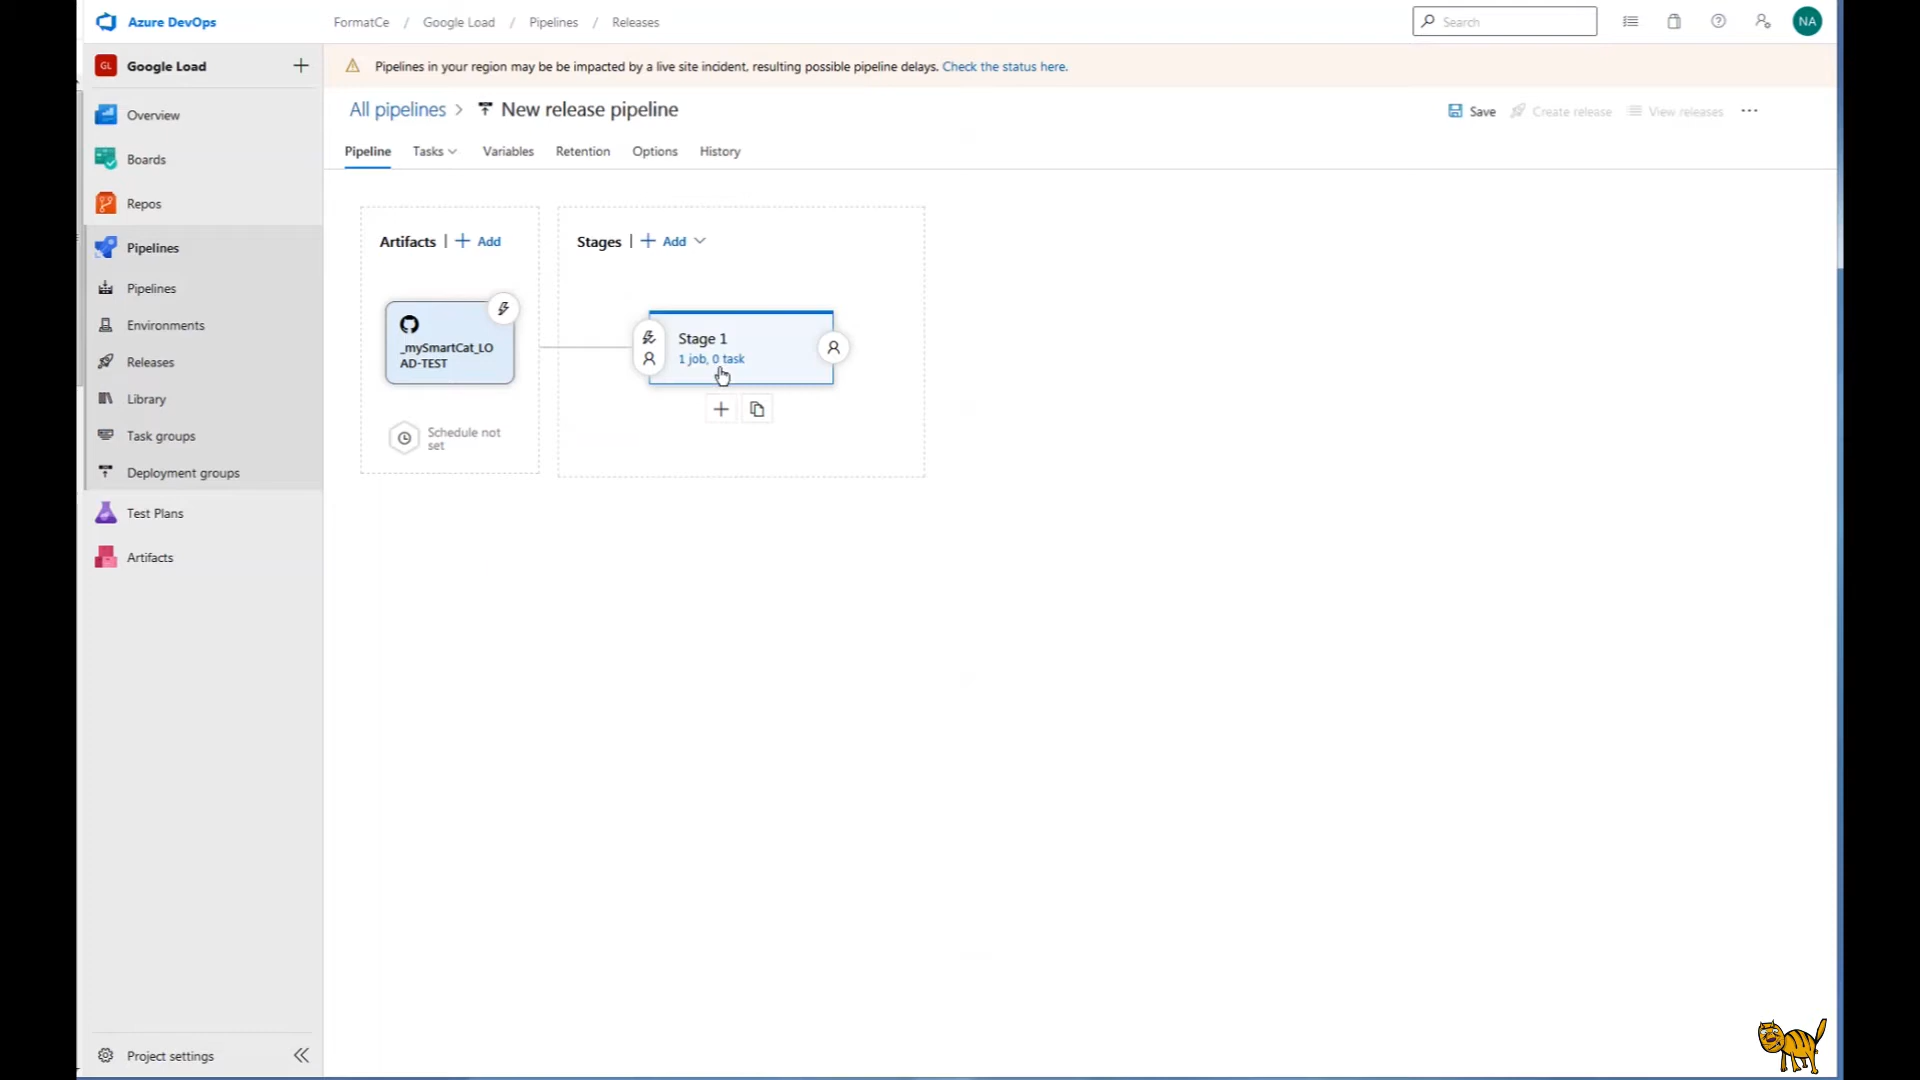 Azure DevOps
FormatCe / Google Load / Pipelines / Releases
Search
NA
GL
Google Load
Pipelines in your region may be be impacted by a live site incident, resulting possible pipeline delays. Check the status here.
All pipelines > New release pipeline
Save
Create release
View releases
Pipeline
Tasks
Variables
Retention
Options
History
Overview
Boards
Repos
Pipelines
Pipelines
Environments
Releases
Library
Task groups
Deployment groups
Test Plans
Artifacts
Artifacts | + Add
Stages | + Add
_mySmartCat_LO
AD-TEST
Stage 1
1 job, 0 task
Schedule not
set
Project settings